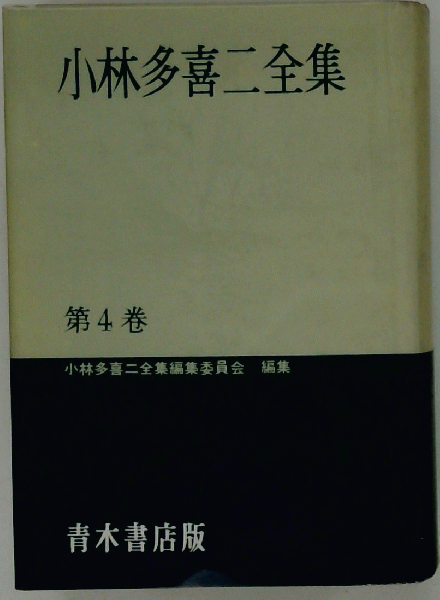 小林多喜二全集
第4巻
小林多喜二全集編集委員会　編集
青木書店版